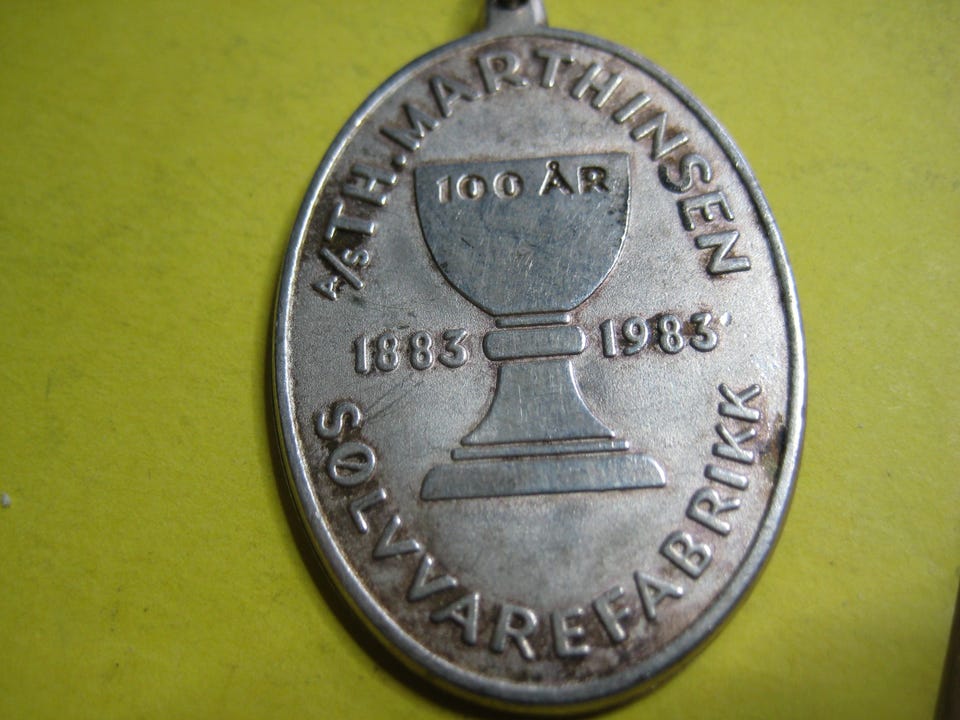 A/S TH. MARTHINSEN
100 ÅR
1883 1983
SØLVVAREFABRIKK